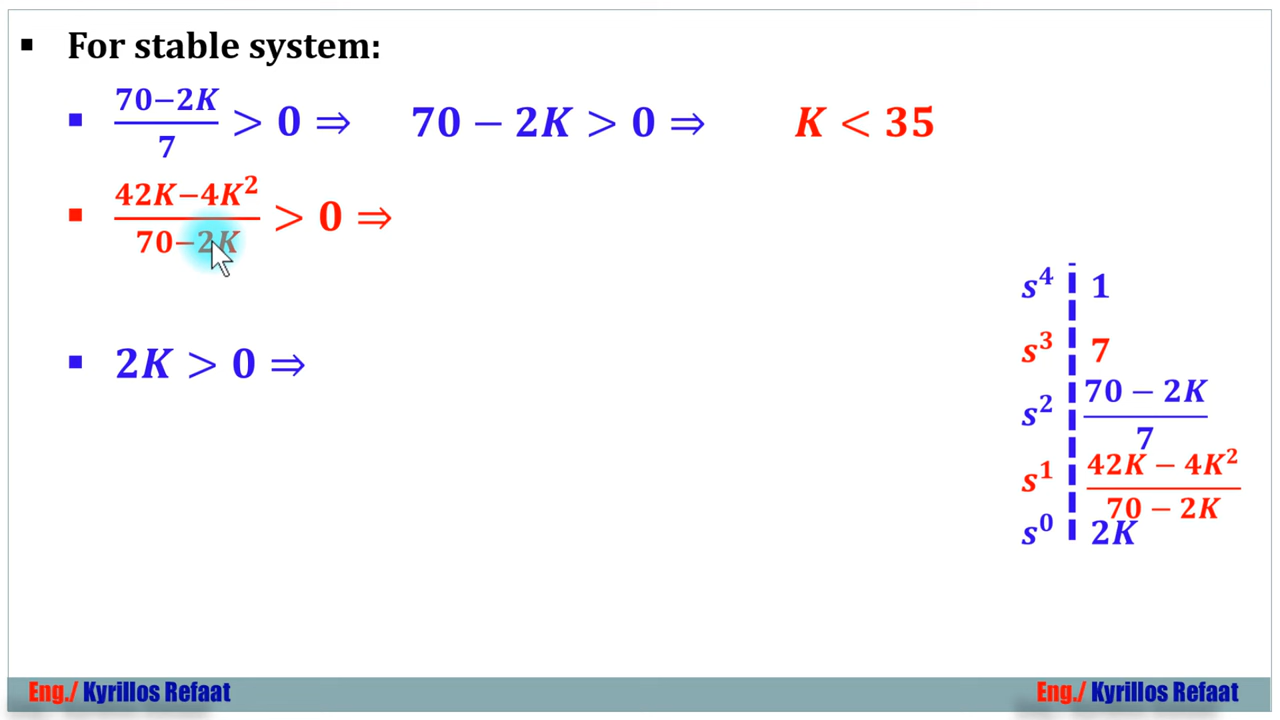 ▪ For stable system:
▪ (70−2K)/7 > 0 ⇒ 70 − 2K > 0 ⇒ K < 35
▪ (42K−4K²)/(70−2K) > 0 ⇒
▪ 2K > 0 ⇒
s⁴ 1
s³ 7
s² (70 − 2K)/7
s¹ (42K − 4K²)/(70 − 2K)
s⁰ 2K
Eng./ Kyrillos Refaat
Eng./ Kyrillos Refaat